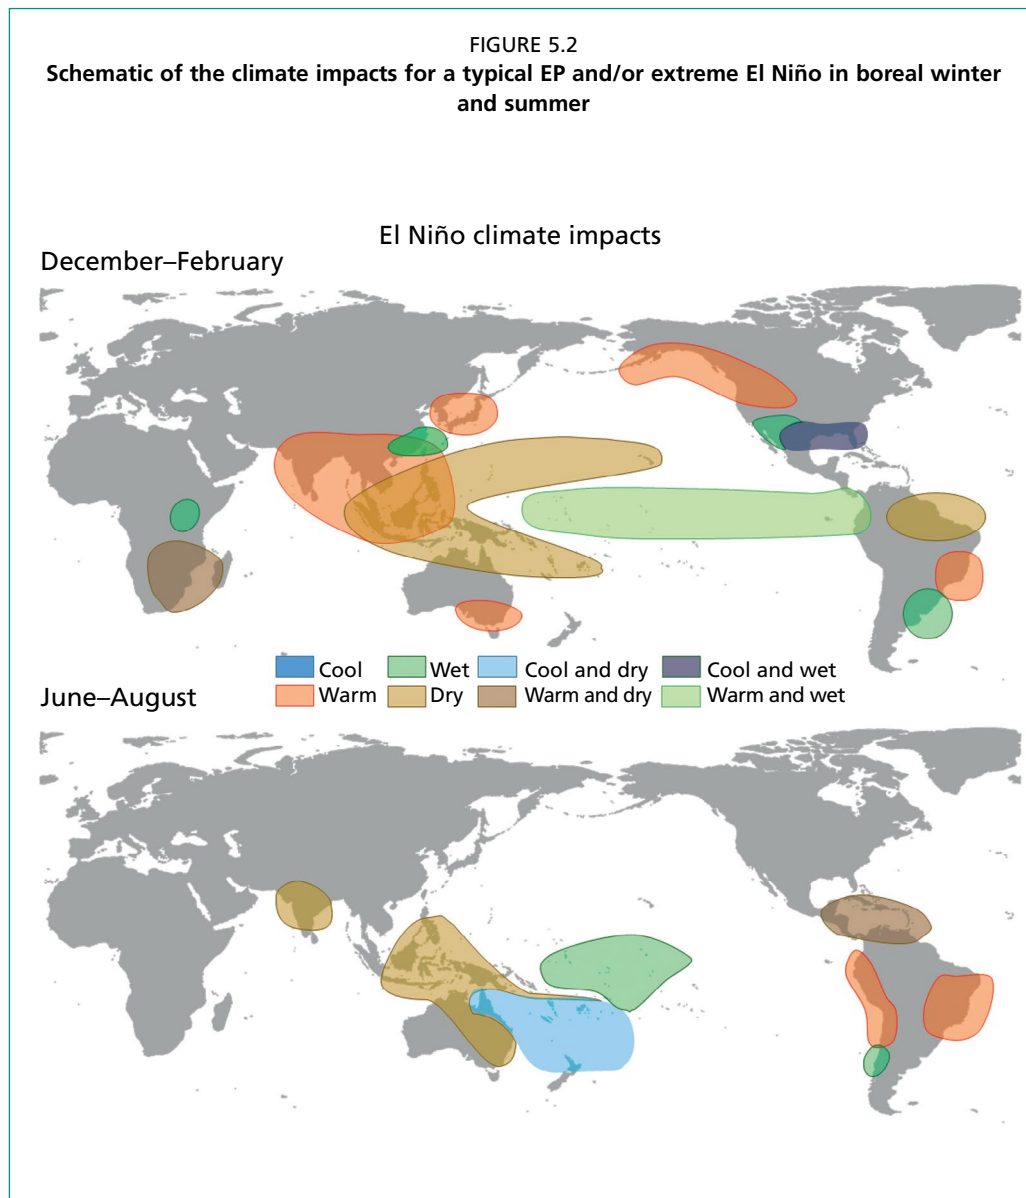 FIGURE 5.2
Schematic of the climate impacts for a typical EP and/or extreme El Niño in boreal winter
and summer
El Niño climate impacts
December–February
Cool Wet Cool and dry Cool and wet
Warm Dry Warm and dry Warm and wet
June–August